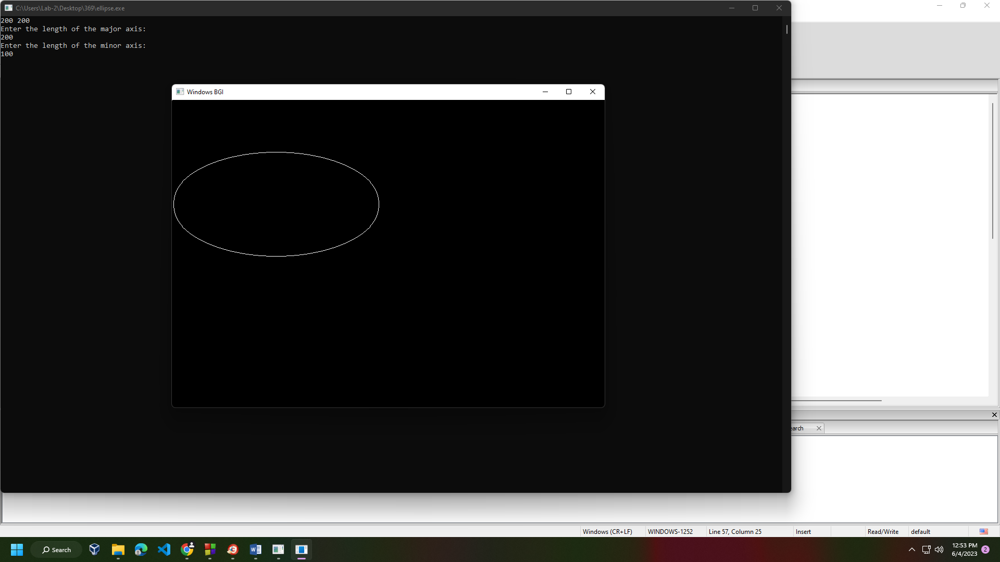 C:\Users\Lab-2\Desktop\369\ellipse.exe
200 200
Enter the length of the major axis:
200
Enter the length of the minor axis:
100
Windows BGI
earch
Windows (CR+LF) WINDOWS-1252 Line 57, Column 25 Insert Read/Write default
Search
12:53 PM
6/4/2023
2